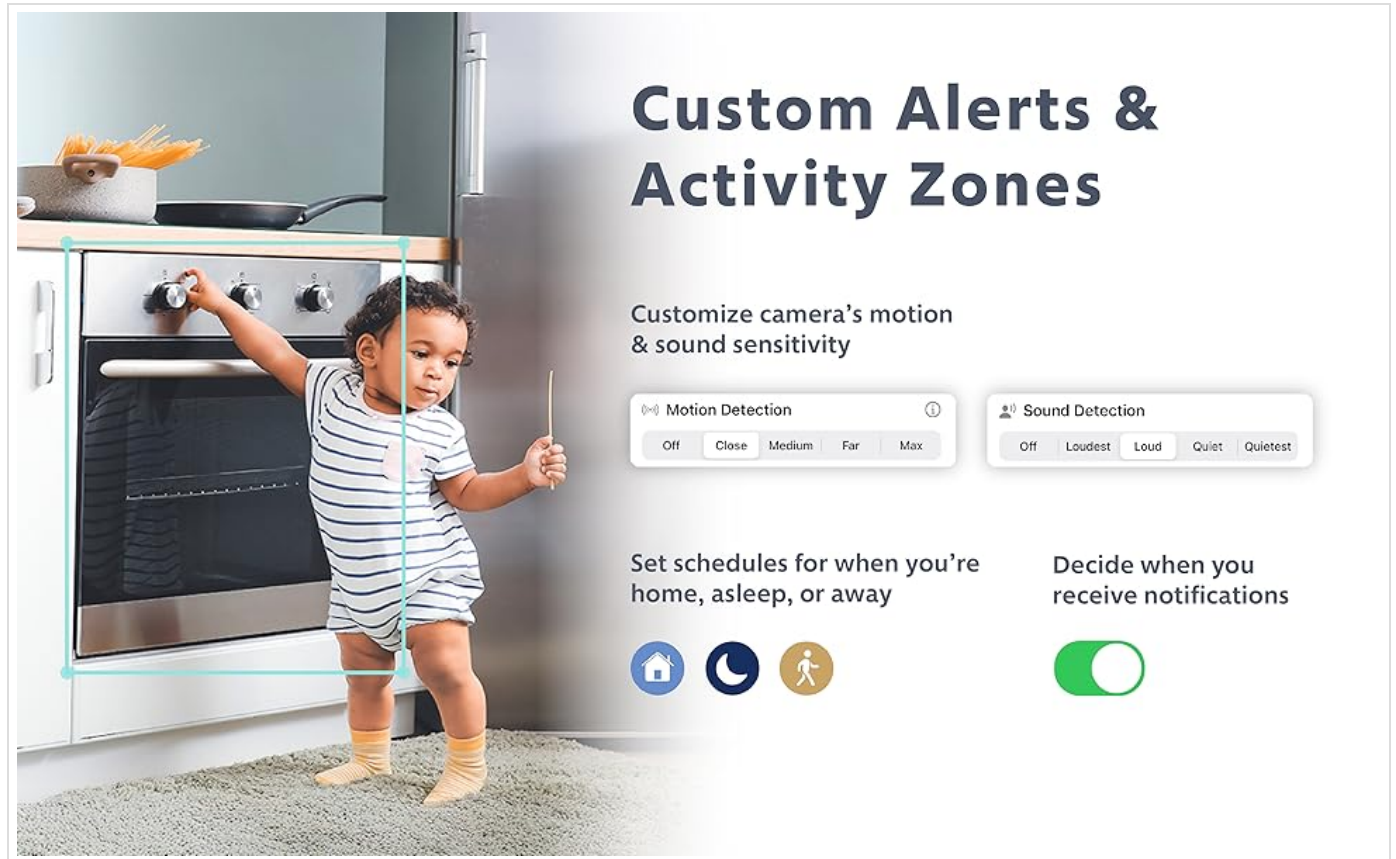 Custom Alerts &
Activity Zones
Customize camera’s motion
& sound sensitivity
Motion Detection
Off Close Medium Far Max
Sound Detection
Off Loudest Loud Quiet Quietest
Set schedules for when you’re
home, asleep, or away
Decide when you
receive notifications